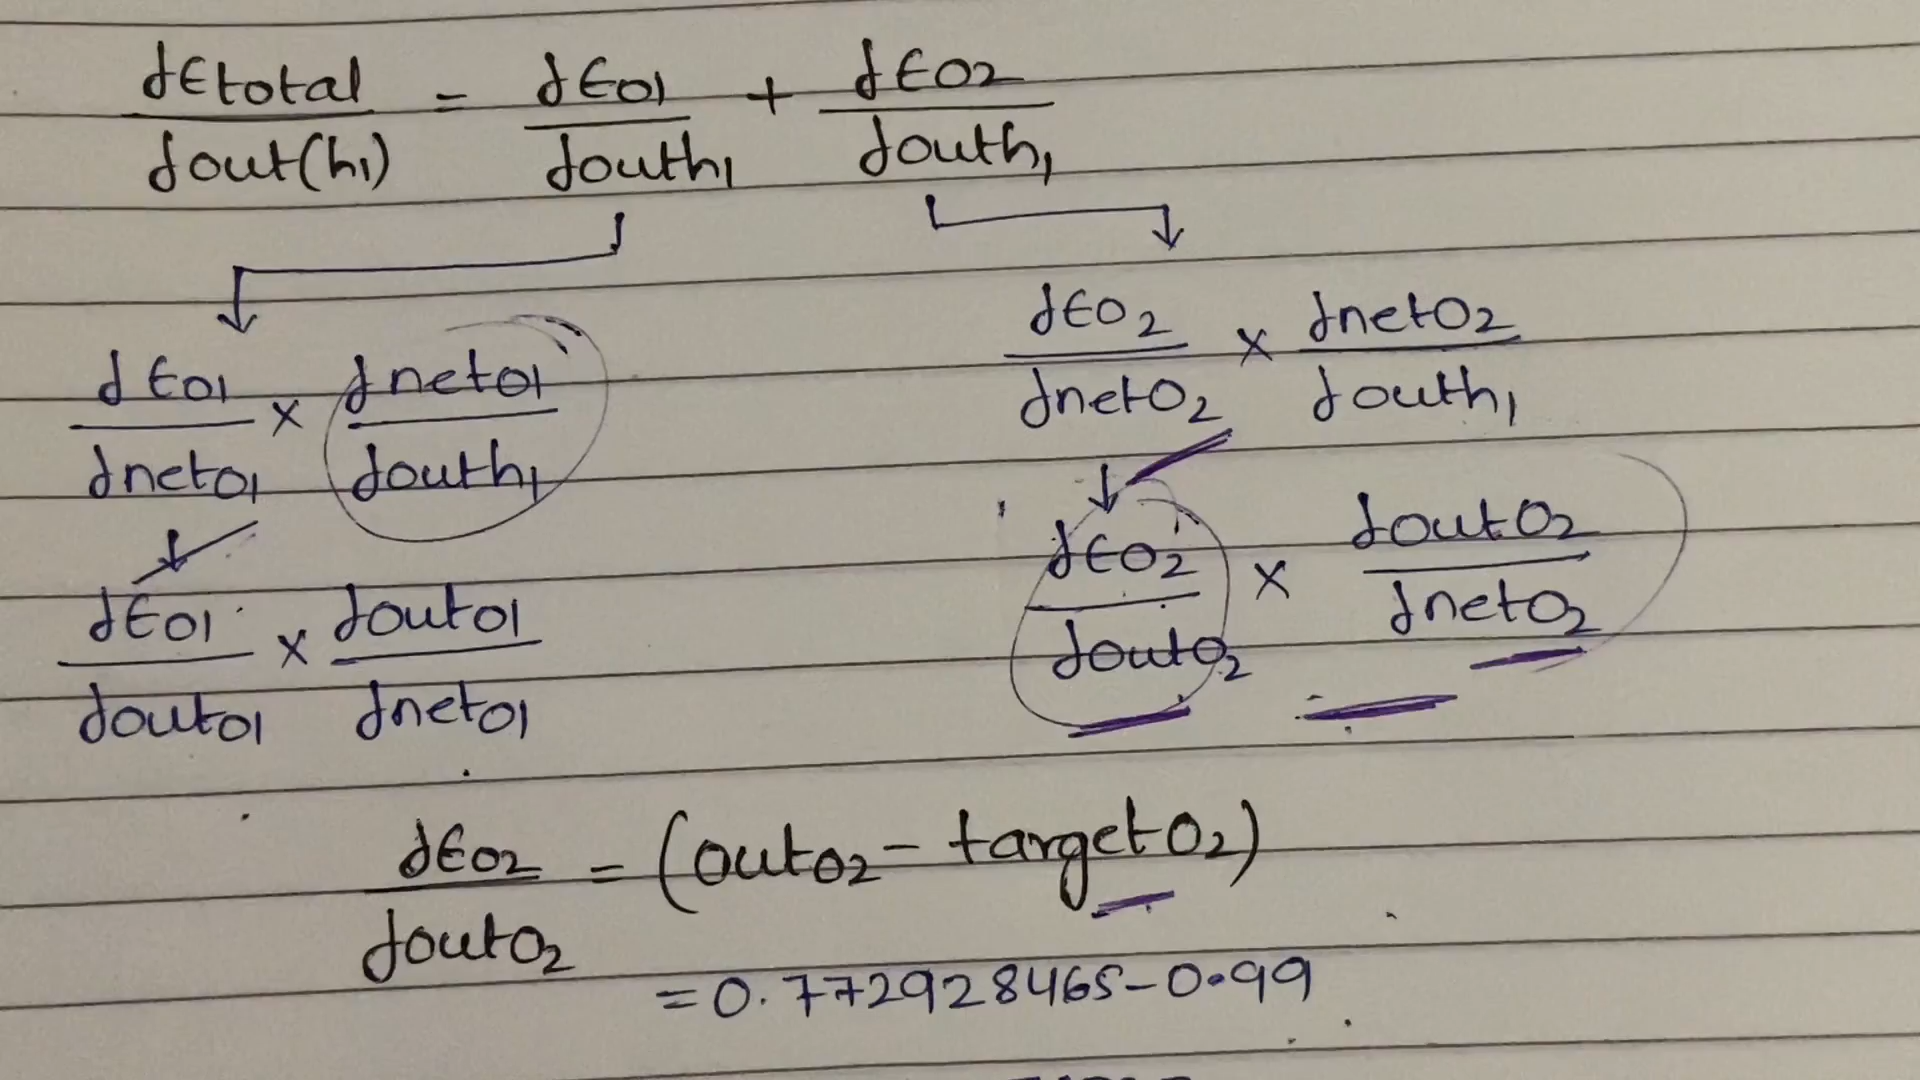 ∂Etotal / ∂out(h1) = ∂Eo1 / ∂outh1 + ∂EO2 / ∂outh1
∂Eo1 / ∂neto1 × ∂neto1 / ∂outh1
∂EO2 / ∂netO2 × ∂netO2 / ∂outh1
∂Eo1 / ∂outo1 × ∂outo1 / ∂neto1
∂EO2 / ∂outO2 × ∂outO2 / ∂netO2
∂Eo2 / ∂outO2 = (outo2 - targetO2)
= 0.772928465 - 0.99